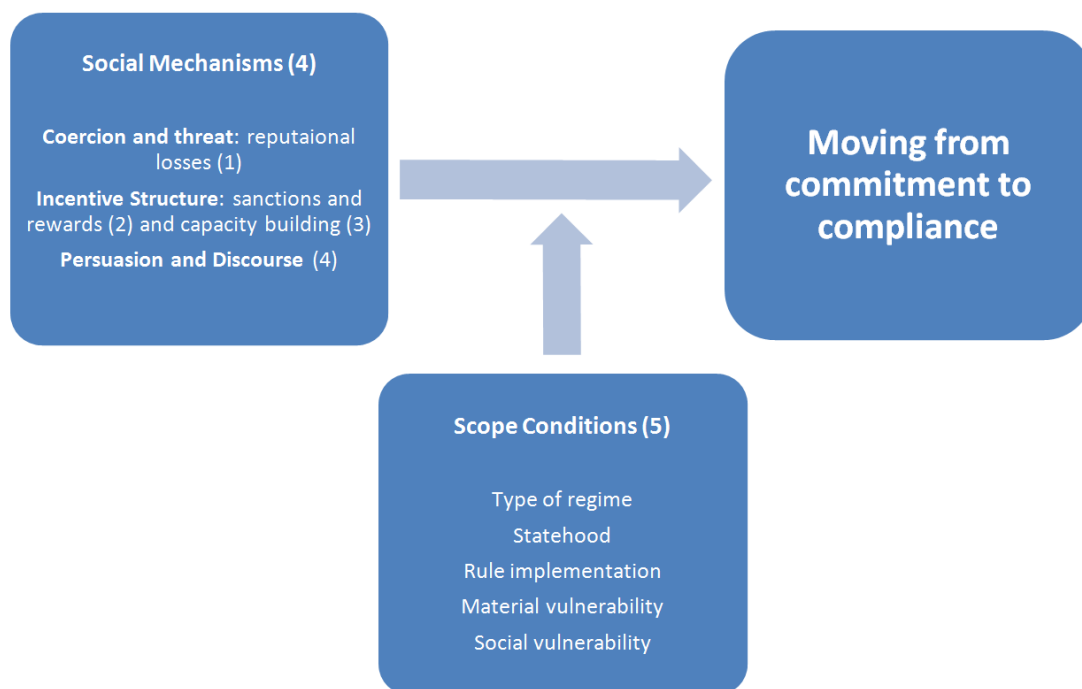 Social Mechanisms (4)
Coercion and threat: reputaional
losses (1)
Incentive Structure: sanctions and
rewards (2) and capacity building (3)
Persuasion and Discourse (4)
Moving from
commitment to
compliance
Scope Conditions (5)
Type of regime
Statehood
Rule implementation
Material vulnerability
Social vulnerability